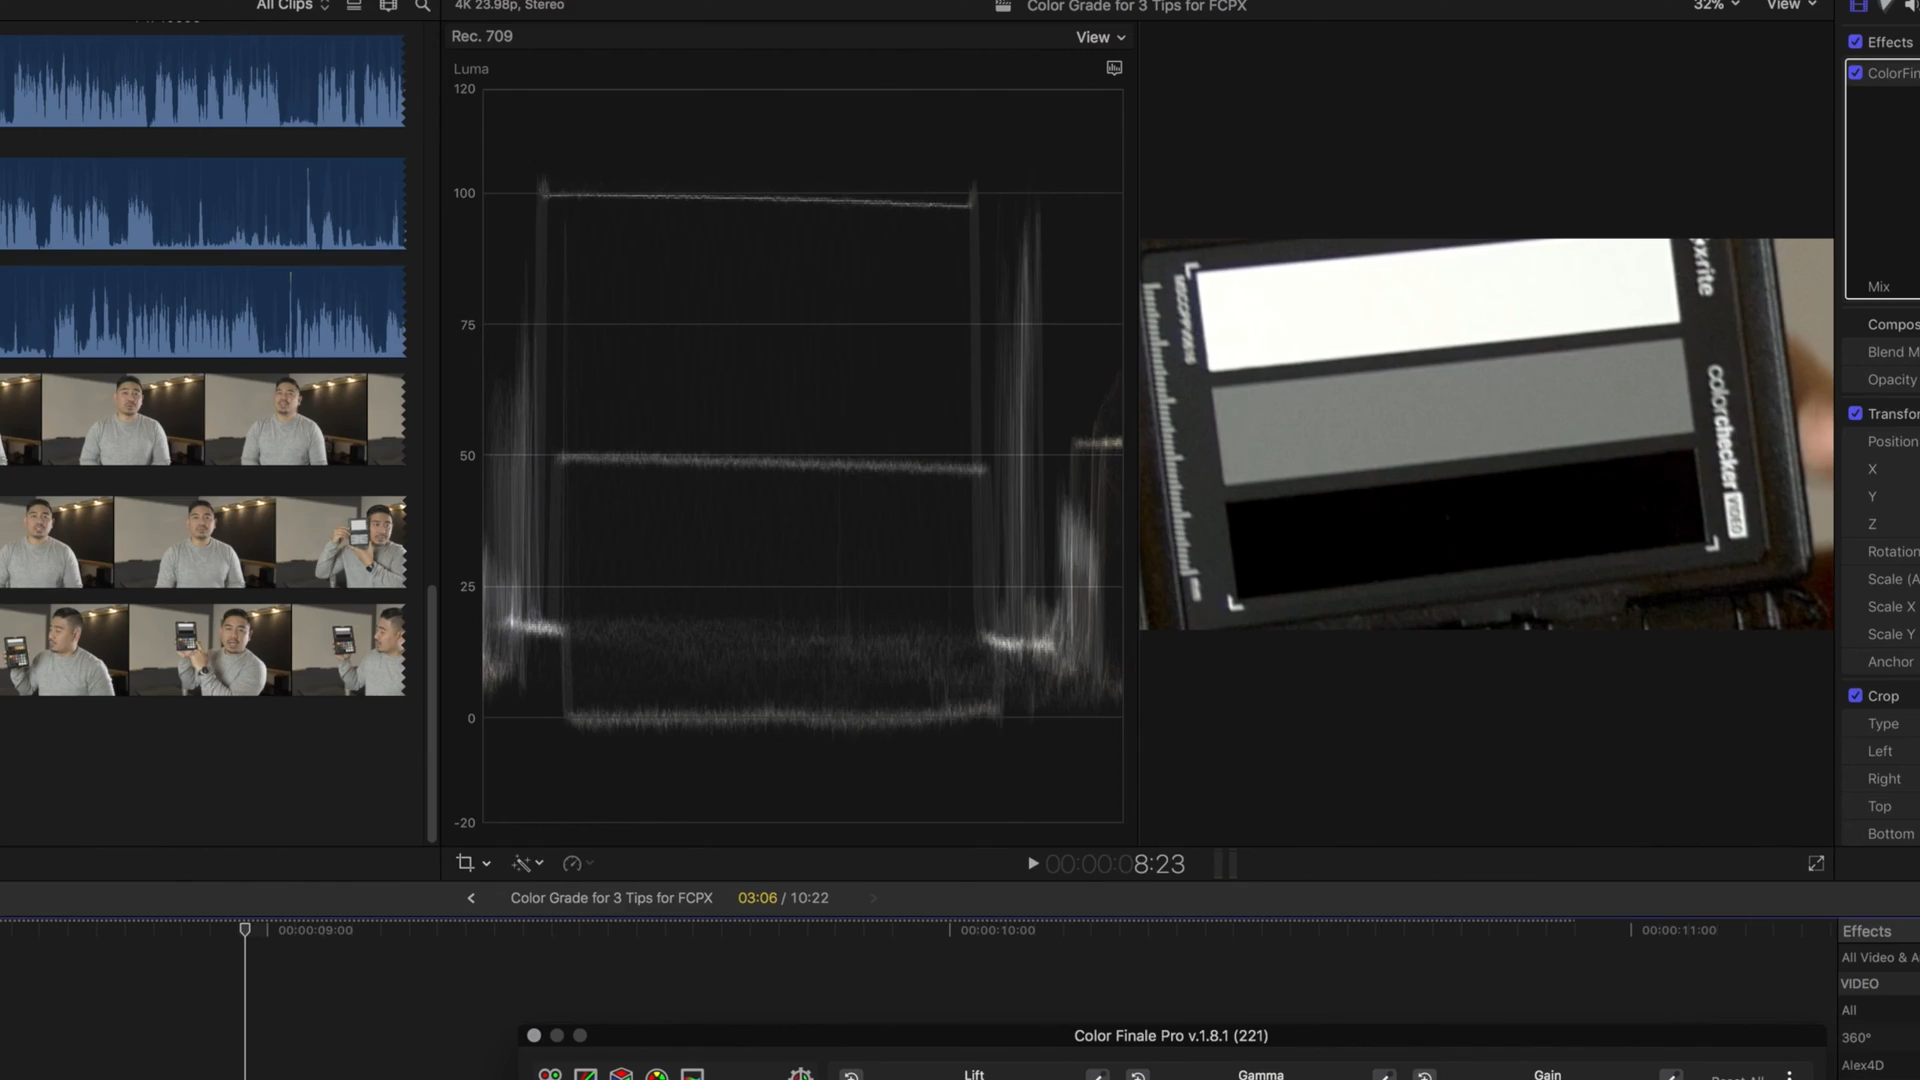 All Clips
4K 23.98p, Stereo
Color Grade for 3 Tips for FCPX
32%
View
Rec. 709
View
Effects
Luma
120
100
75
50
25
0
-20
x-rite
colorchecker
VIDEO
Mix
Blend M
Opacity
Position
X
Y
Z
Rotation
Scale (A
Scale X
Scale Y
Anchor
Crop
Type
Left
Right
Top
Bottom
00:00:08:23
Color Grade for 3 Tips for FCPX
03:06 / 10:22
00:00:09:00
00:00:10:00
00:00:11:00
Effects
All Video & A
VIDEO
All
360°
Alex4D
Color Finale Pro v.1.8.1 (221)
Lift
Gamma
Gain
Reset All